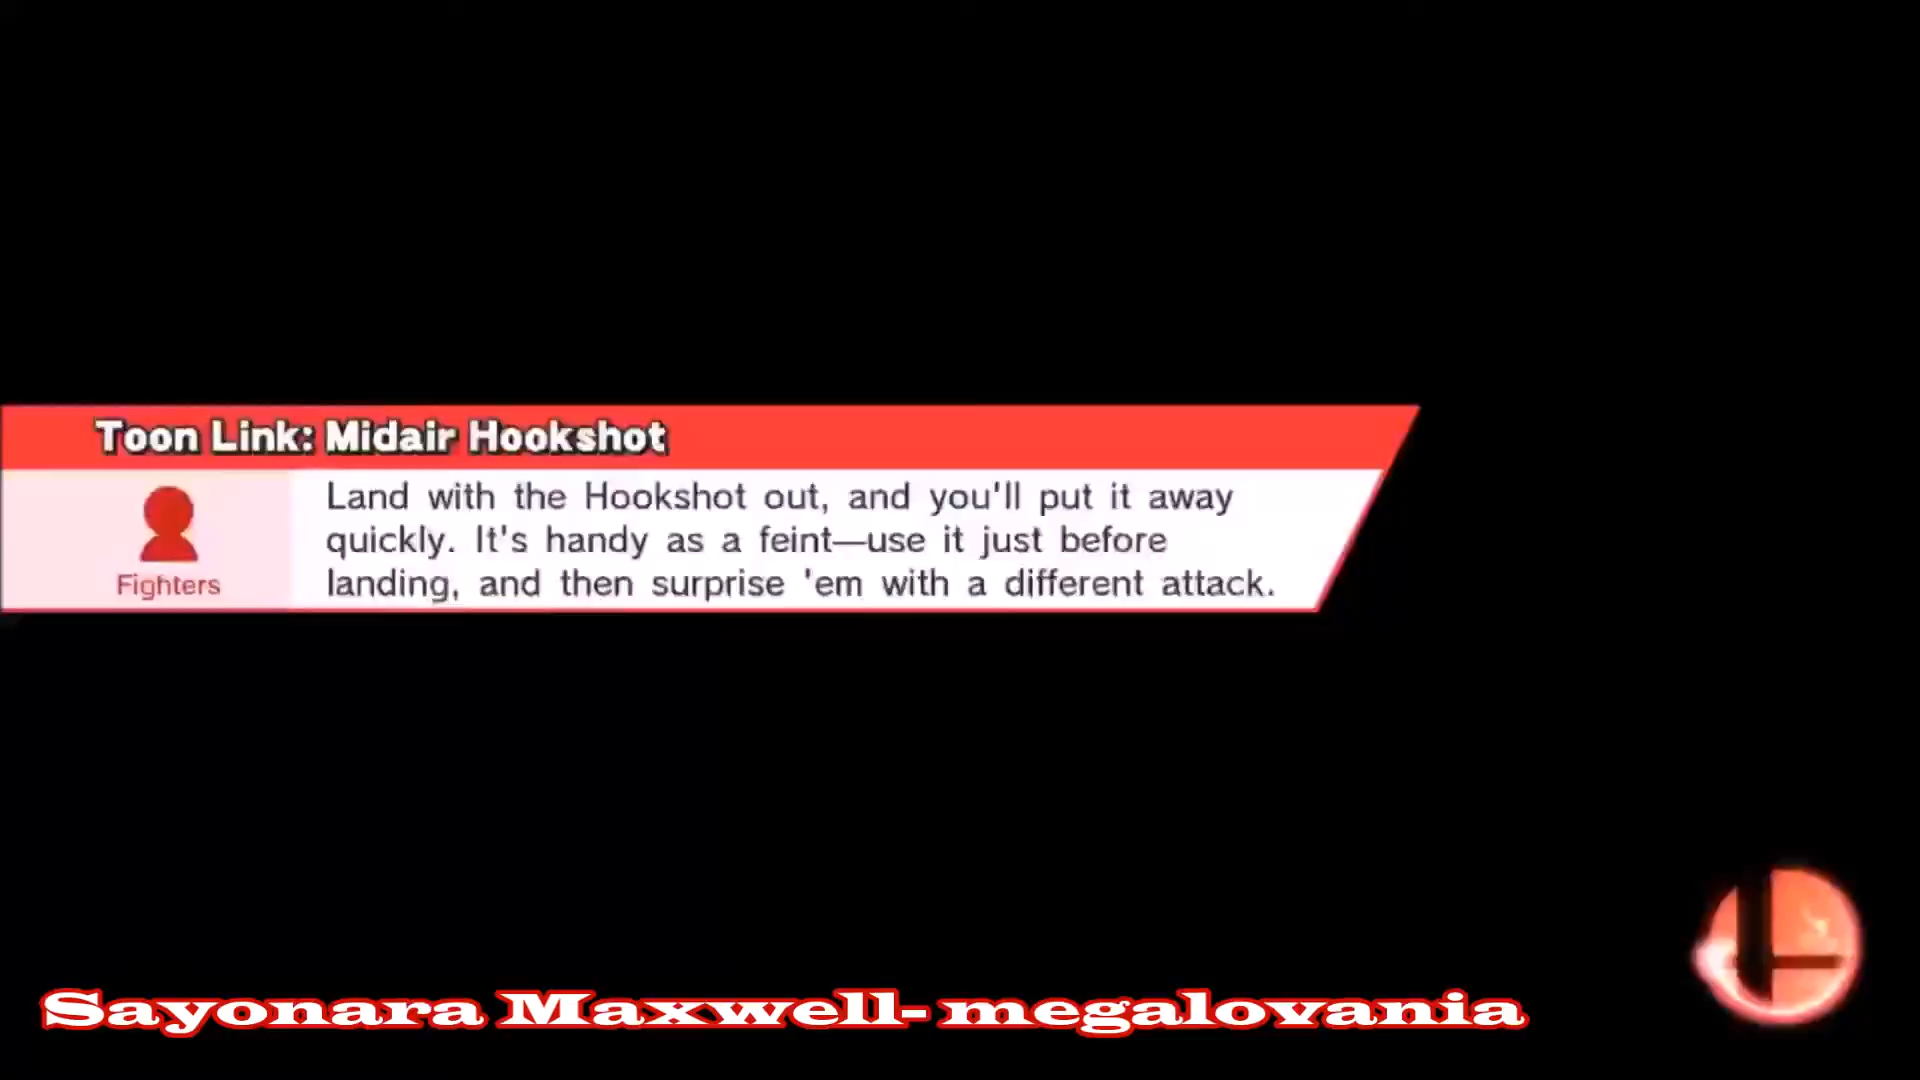 Toon Link: Midair Hookshot
Land with the Hookshot out, and you'll put it away
quickly. It's handy as a feint—use it just before
landing, and then surprise 'em with a different attack.
Fighters
Sayonara Maxwell- megalovania